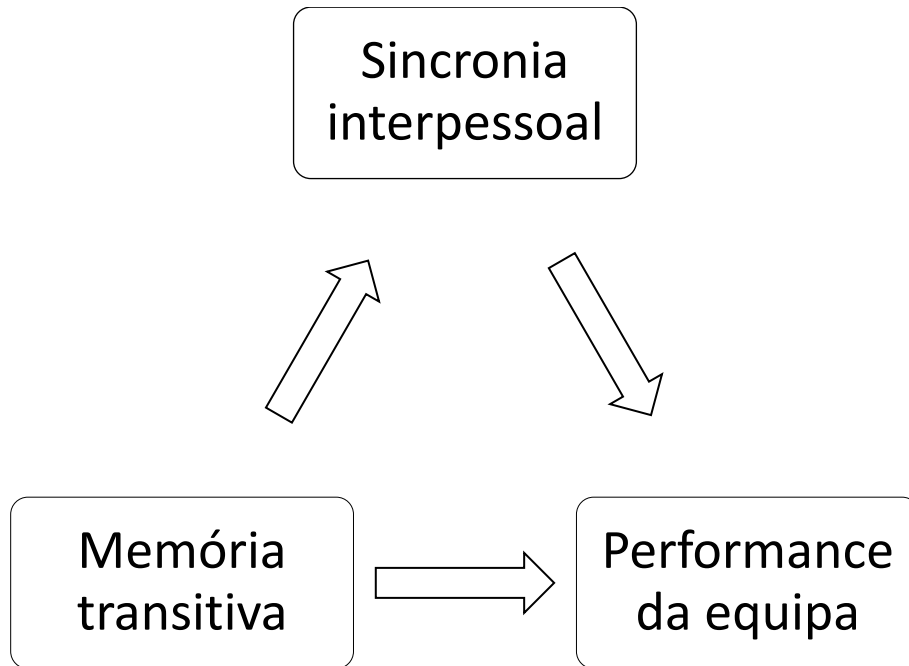 Sincronia
interpessoal
Memória
transitiva
Performance
da equipa